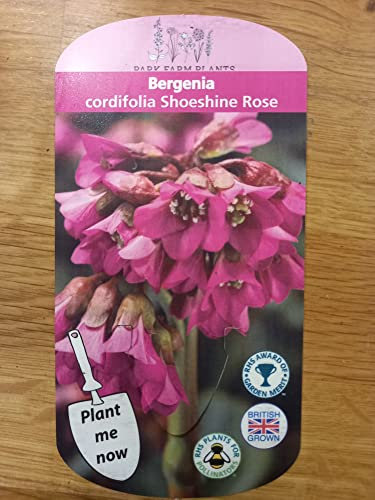 PARK FARM PLANTS
Bergenia
cordifolia Shoeshine Rose
Plant
me
now
RHS AWARD OF
GARDEN MERIT
BRITISH
GROWN
RHS PLANTS FOR
POLLINATORS